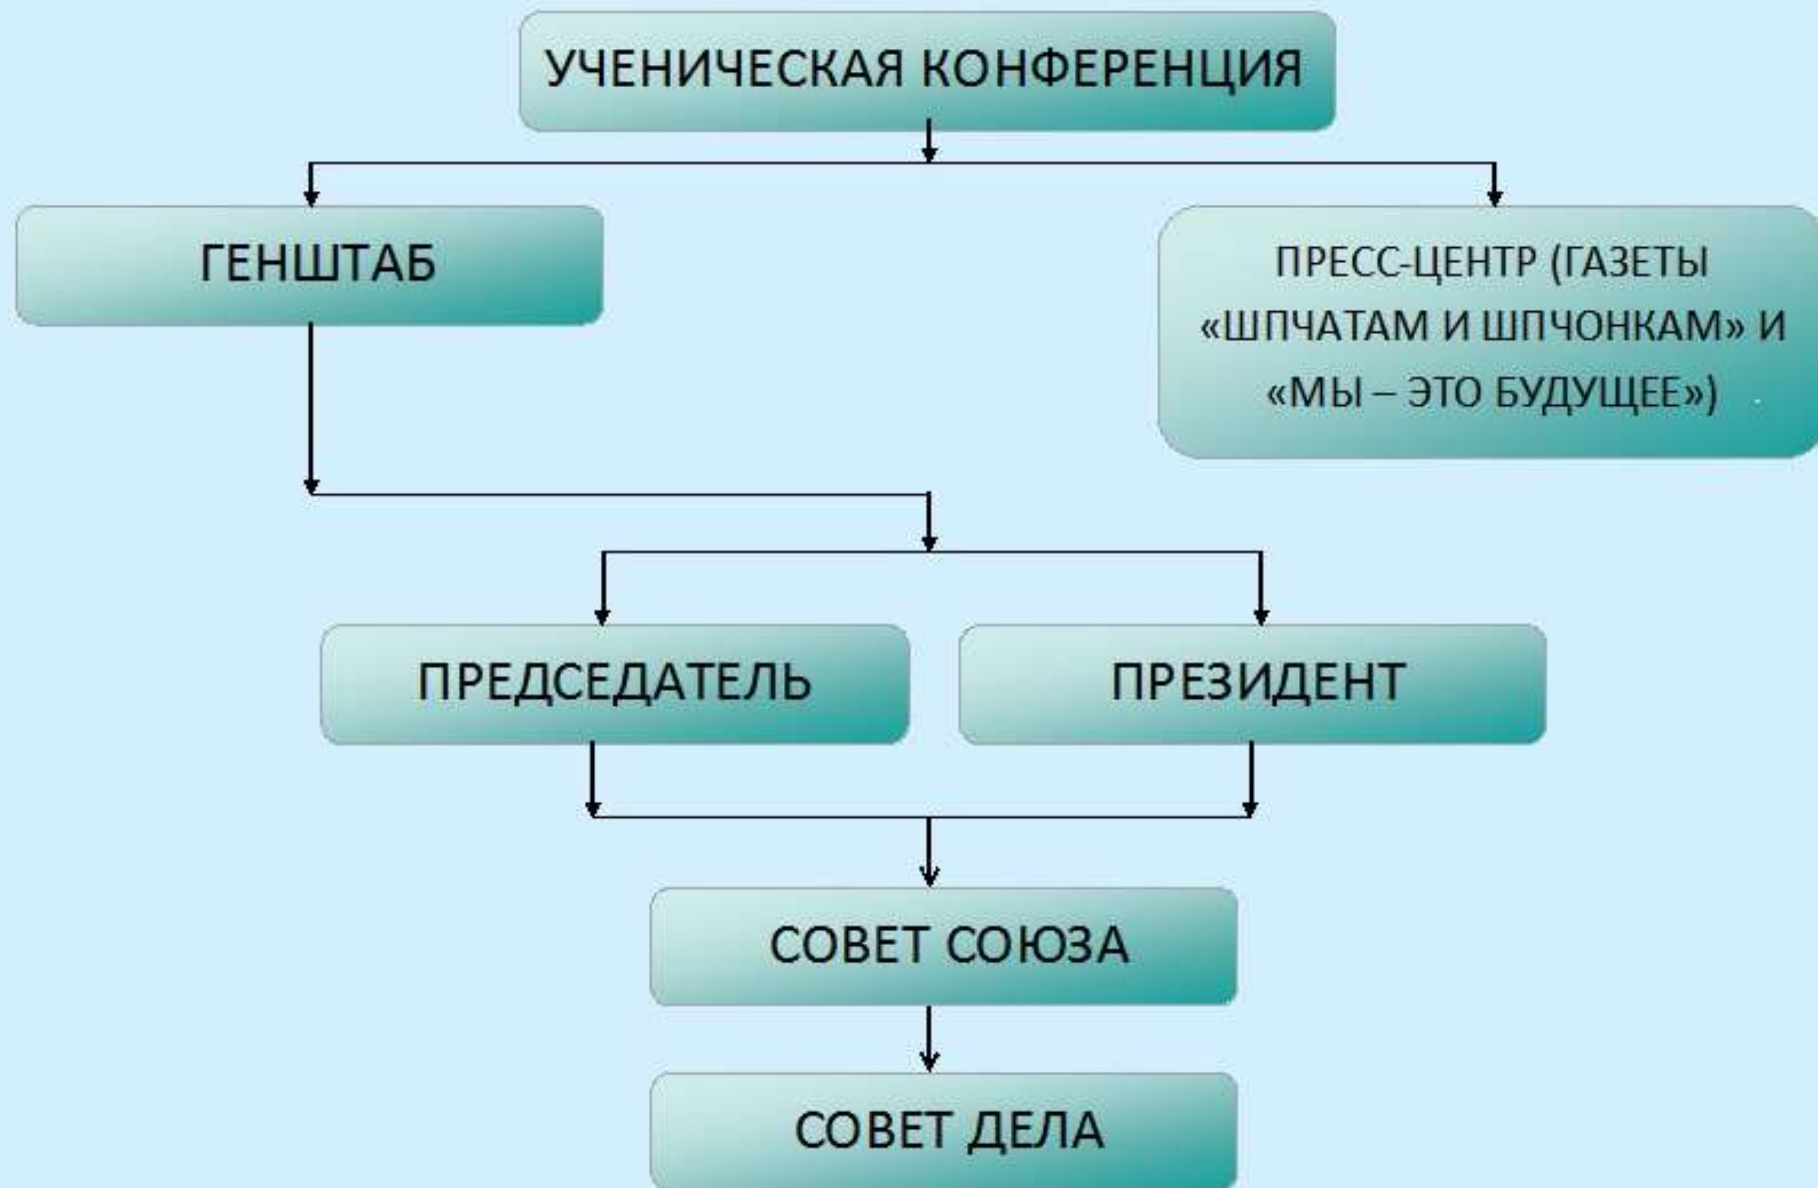 УЧЕНИЧЕСКАЯ КОНФЕРЕНЦИЯ
ГЕНШТАБ
ПРЕСС-ЦЕНТР (ГАЗЕТЫ
«ШПЧАТАМ И ШПЧОНКАМ» И
«МЫ – ЭТО БУДУЩЕЕ»)
ПРЕДСЕДАТЕЛЬ
ПРЕЗИДЕНТ
СОВЕТ СОЮЗА
СОВЕТ ДЕЛА